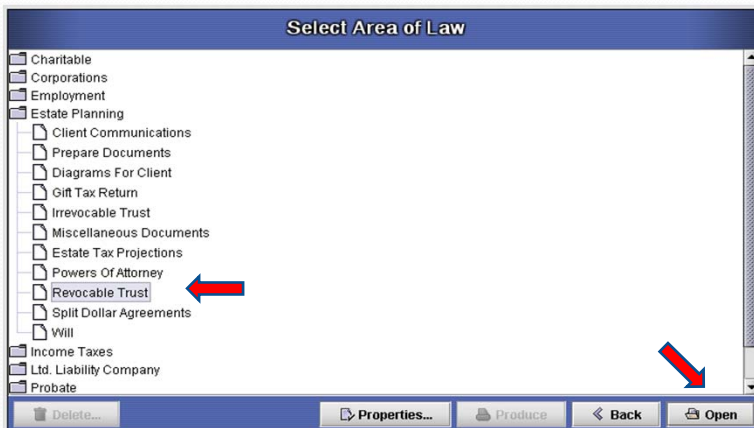 Select Area of Law
Charitable
Corporations
Employment
Estate Planning
Client Communications
Prepare Documents
Diagrams For Client
Gift Tax Return
Irrevocable Trust
Miscellaneous Documents
Estate Tax Projections
Powers Of Attorney
Revocable Trust
Split Dollar Agreements
Will
Income Taxes
Ltd. Liability Company
Probate
Delete... Properties... Produce Back Open